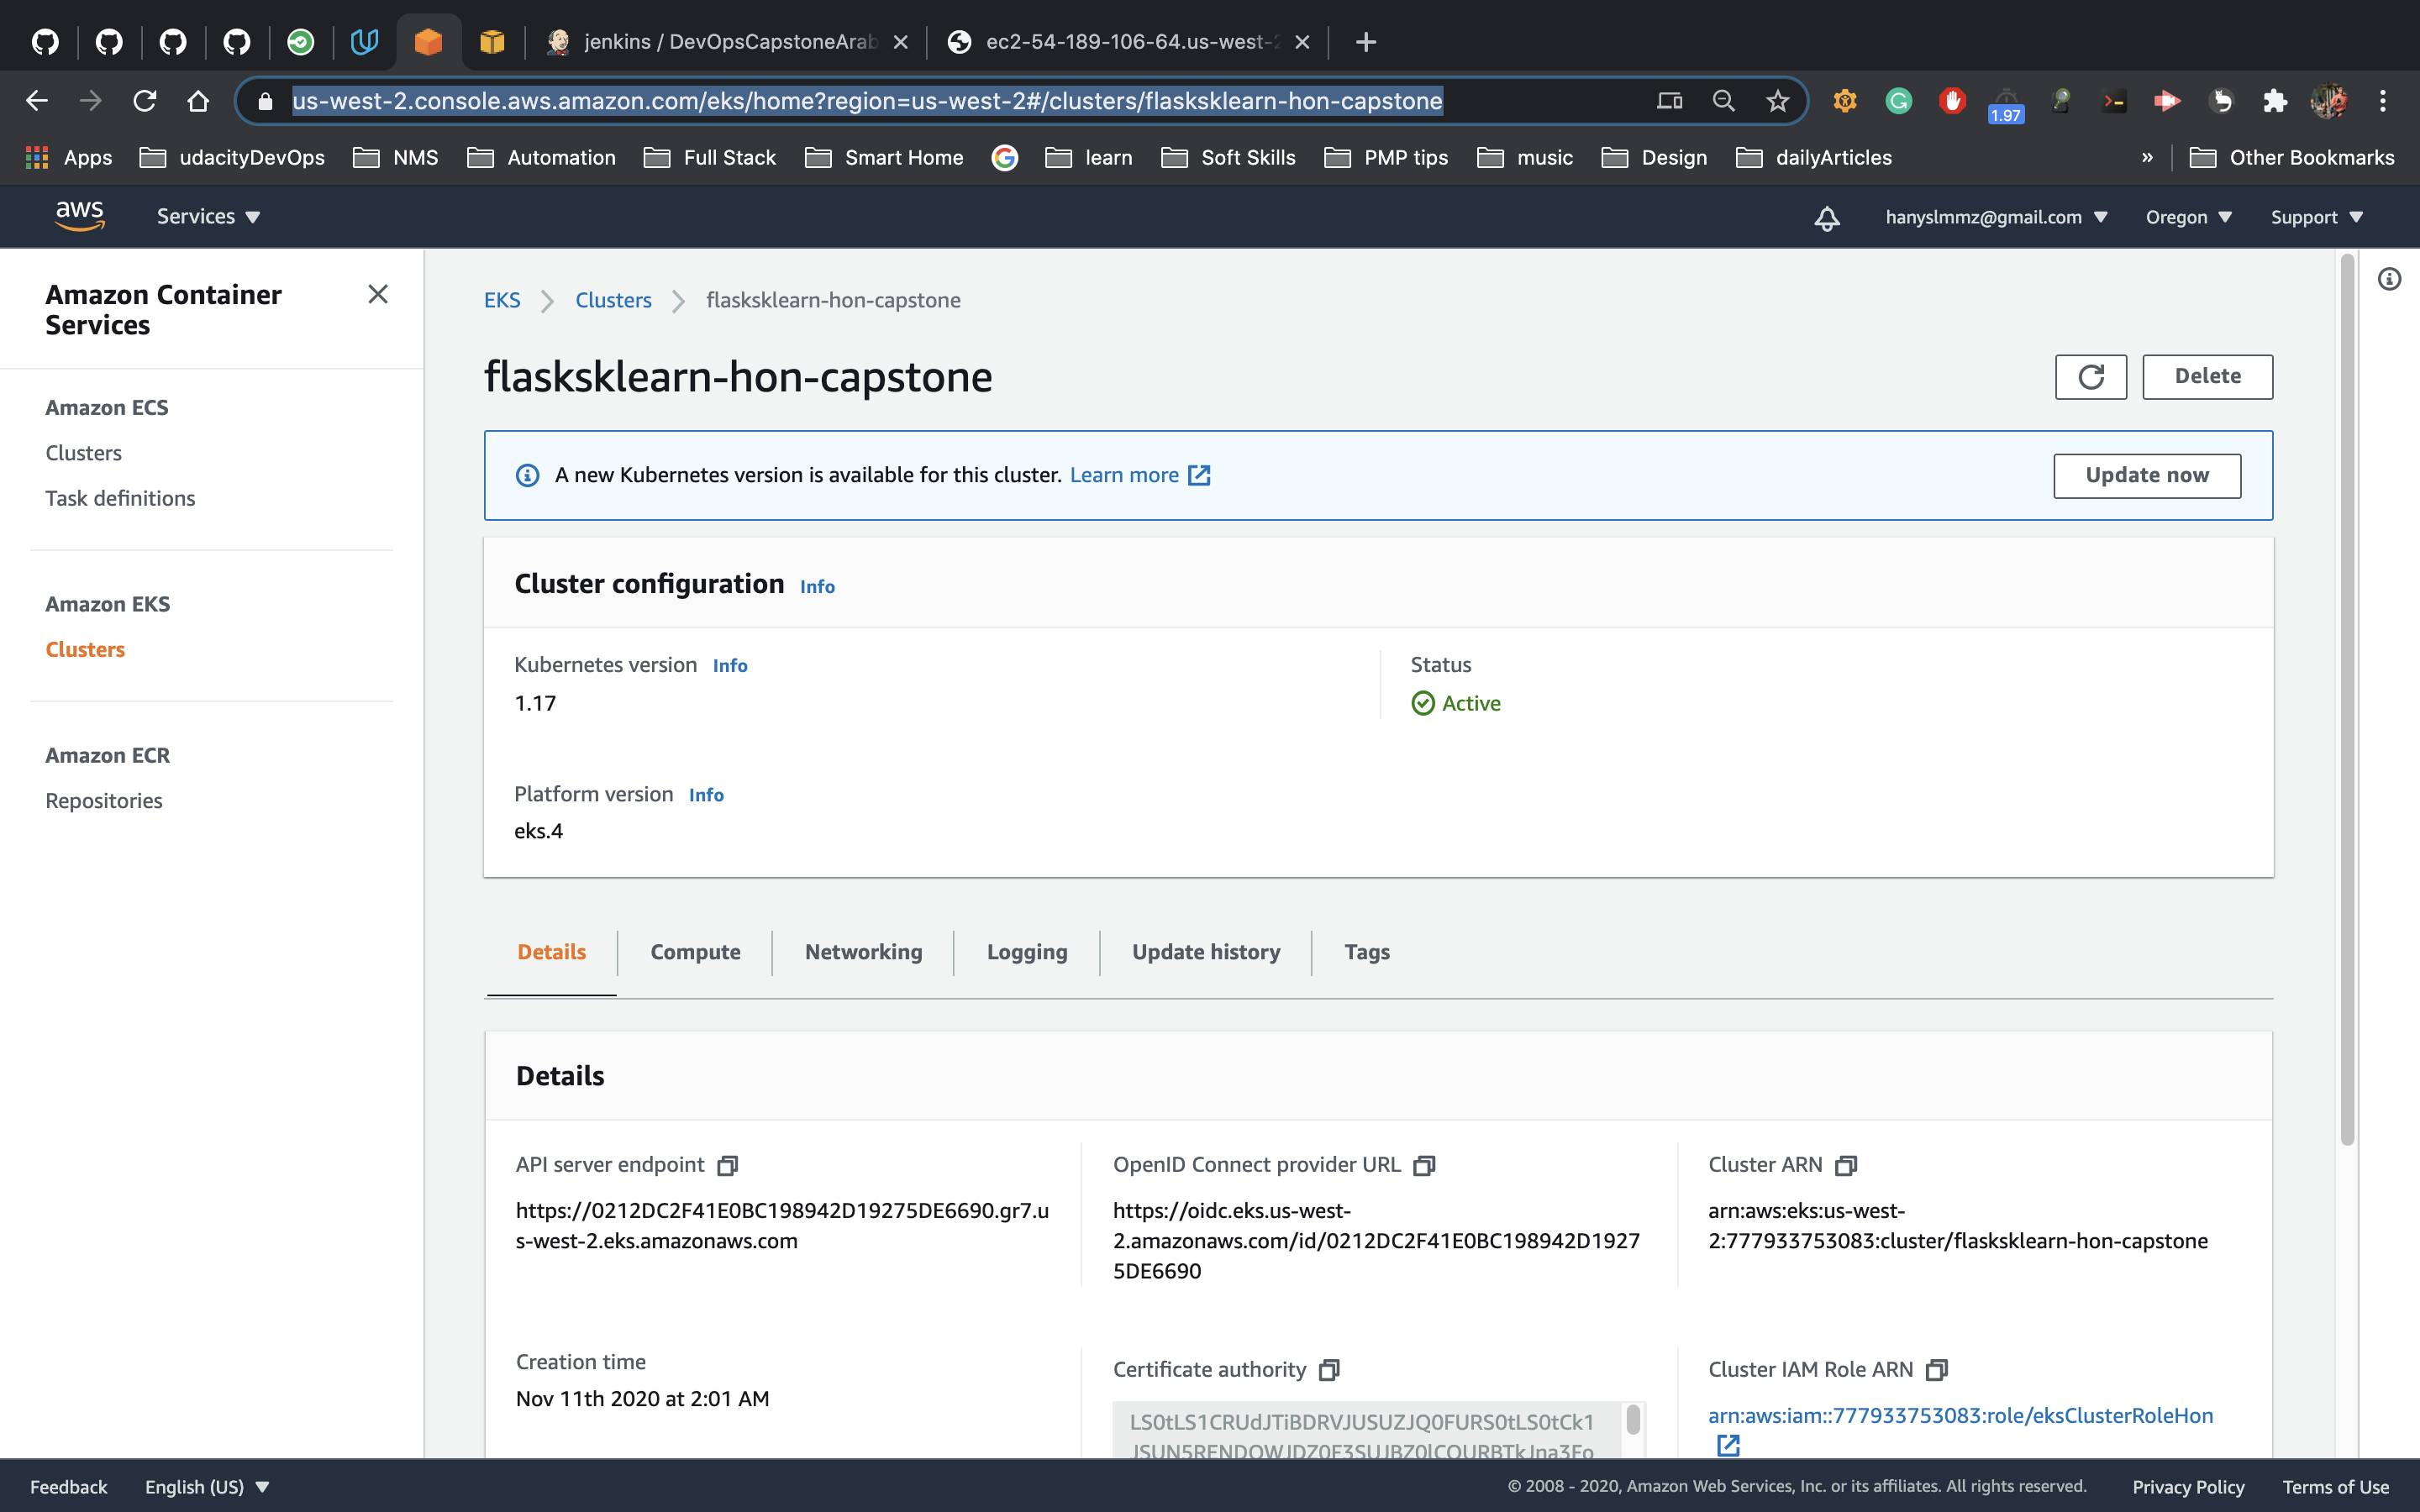 jenkins / DevOpsCapstoneArab
ec2-54-189-106-64.us-west-2
us-west-2.console.aws.amazon.com/eks/home?region=us-west-2#/clusters/flasksklearn-hon-capstone
1.97
Apps
udacityDevOps
NMS
Automation
Full Stack
Smart Home
learn
Soft Skills
PMP tips
music
Design
dailyArticles
»
Other Bookmarks
aws
Services
hanyslmmz@gmail.com
Oregon
Support
Amazon Container
Services
Amazon ECS
Clusters
Task definitions
Amazon EKS
Clusters
Amazon ECR
Repositories
EKS
Clusters
flasksklearn-hon-capstone
flasksklearn-hon-capstone
Delete
A new Kubernetes version is available for this cluster. Learn more
Update now
Cluster configuration Info
Kubernetes version Info
1.17
Status
Active
Platform version Info
eks.4
Details
Compute
Networking
Logging
Update history
Tags
Details
API server endpoint
https://0212DC2F41E0BC198942D19275DE6690.gr7.u
s-west-2.eks.amazonaws.com
OpenID Connect provider URL
https://oidc.eks.us-west-
2.amazonaws.com/id/0212DC2F41E0BC198942D1927
5DE6690
Cluster ARN
arn:aws:eks:us-west-
2:777933753083:cluster/flasksklearn-hon-capstone
Creation time
Nov 11th 2020 at 2:01 AM
Certificate authority
LS0tLS1CRUdJTiBDRVJUSUZJQ0FURS0tLS0tCk1
Cluster IAM Role ARN
arn:aws:iam::777933753083:role/eksClusterRoleHon
Feedback
English (US)
© 2008 - 2020, Amazon Web Services, Inc. or its affiliates. All rights reserved.
Privacy Policy
Terms of Use